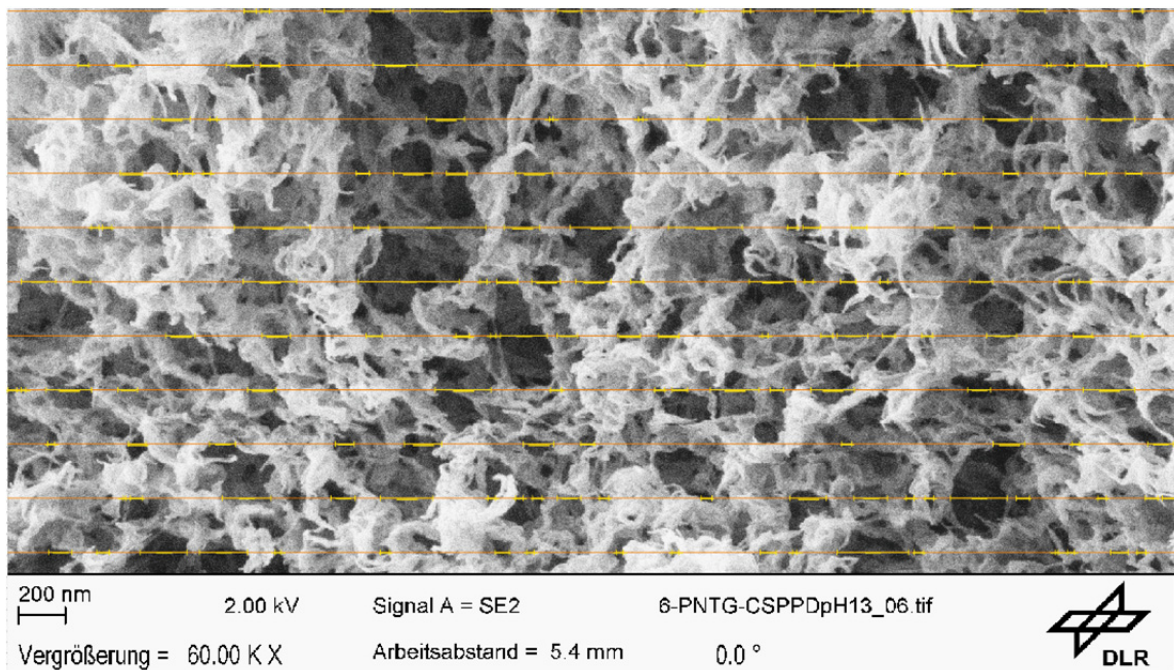 200 nm
2.00 kV Signal A = SE2 6-PNTG-CSPPDpH13_06.tif
Vergrößerung = 60.00 K X Arbeitsabstand = 5.4 mm 0.0 °
DLR